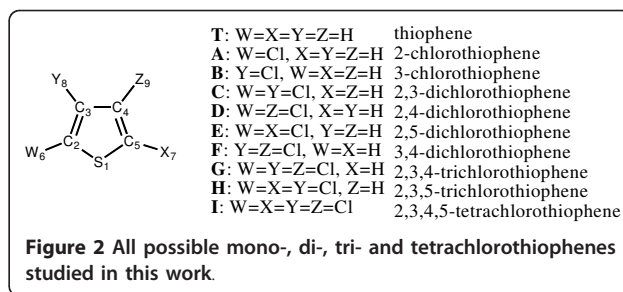 Y8 Z9
C3 C4
W6 C2 C5 X7
S1
T: W=X=Y=Z=H thiophene
A: W=Cl, X=Y=Z=H 2-chlorothiophene
B: Y=Cl, W=X=Z=H 3-chlorothiophene
C: W=Y=Cl, X=Z=H 2,3-dichlorothiophene
D: W=Z=Cl, X=Y=H 2,4-dichlorothiophene
E: W=X=Cl, Y=Z=H 2,5-dichlorothiophene
F: Y=Z=Cl, W=X=H 3,4-dichlorothiophene
G: W=Y=Z=Cl, X=H 2,3,4-trichlorothiophene
H: W=X=Y=Cl, Z=H 2,3,5-trichlorothiophene
I: W=X=Y=Z=Cl 2,3,4,5-tetrachlorothiophene
Figure 2 All possible mono-, di-, tri- and tetrachlorothiophenes
studied in this work.